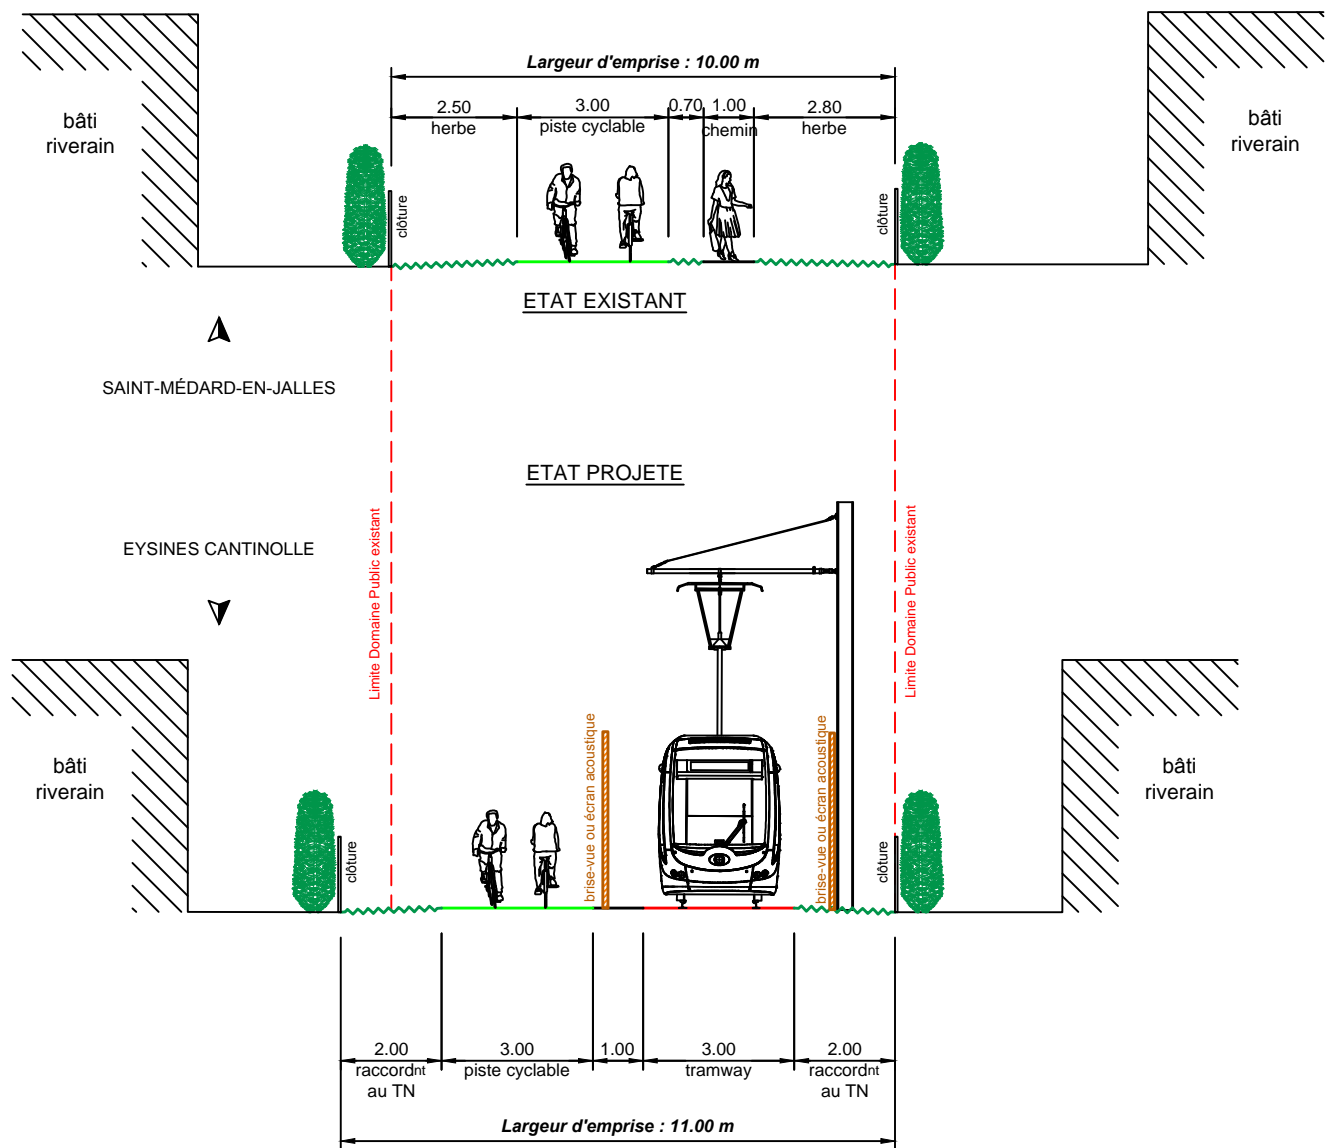 Largeur d'emprise : 10.00 m
2.50
3.00
0.70
1.00
2.80
herbe
piste cyclable
chemin
herbe
bâti
riverain
bâti
riverain
clôture
clôture
ETAT EXISTANT
SAINT-MÉDARD-EN-JALLES
ETAT PROJETE
EYSINES CANTINOLLE
Limite Domaine Public existant
Limite Domaine Public existant
brise-vue ou écran acoustique
brise-vue ou écran acoustique
bâti
riverain
bâti
riverain
clôture
clôture
2.00
3.00
1.00
3.00
2.00
raccordnt
au TN
piste cyclable
tramway
raccordnt
au TN
Largeur d'emprise : 11.00 m